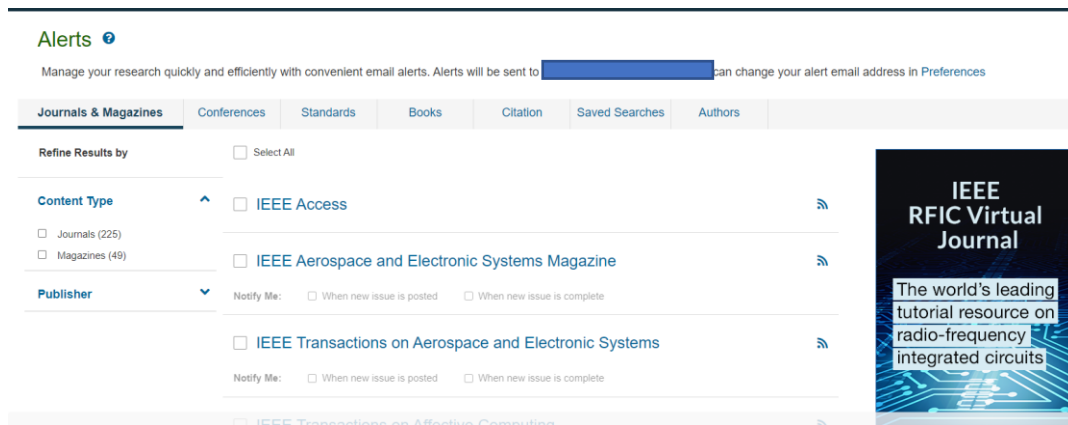 Alerts
Manage your research quickly and efficiently with convenient email alerts. Alerts will be sent to can change your alert email address in Preferences
Journals & Magazines Conferences Standards Books Citation Saved Searches Authors
Refine Results by
Select All
Content Type
Journals (225)
Magazines (49)
Publisher
IEEE Access
IEEE Aerospace and Electronic Systems Magazine
Notify Me: When new issue is posted When new issue is complete
IEEE Transactions on Aerospace and Electronic Systems
Notify Me: When new issue is posted When new issue is complete
IEEE Transactions on Affective Computing
IEEE
RFIC Virtual
Journal
The world's leading
tutorial resource on
radio-frequency
integrated circuits